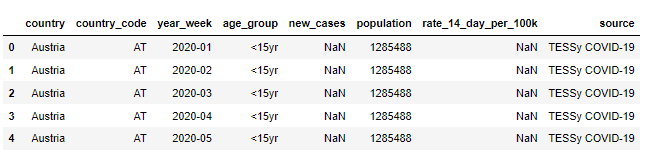 country country_code year_week age_group new_cases population rate_14_day_per_100k source
0 Austria AT 2020-01 <15yr NaN 1285488 NaN TESSy COVID-19
1 Austria AT 2020-02 <15yr NaN 1285488 NaN TESSy COVID-19
2 Austria AT 2020-03 <15yr NaN 1285488 NaN TESSy COVID-19
3 Austria AT 2020-04 <15yr NaN 1285488 NaN TESSy COVID-19
4 Austria AT 2020-05 <15yr NaN 1285488 NaN TESSy COVID-19